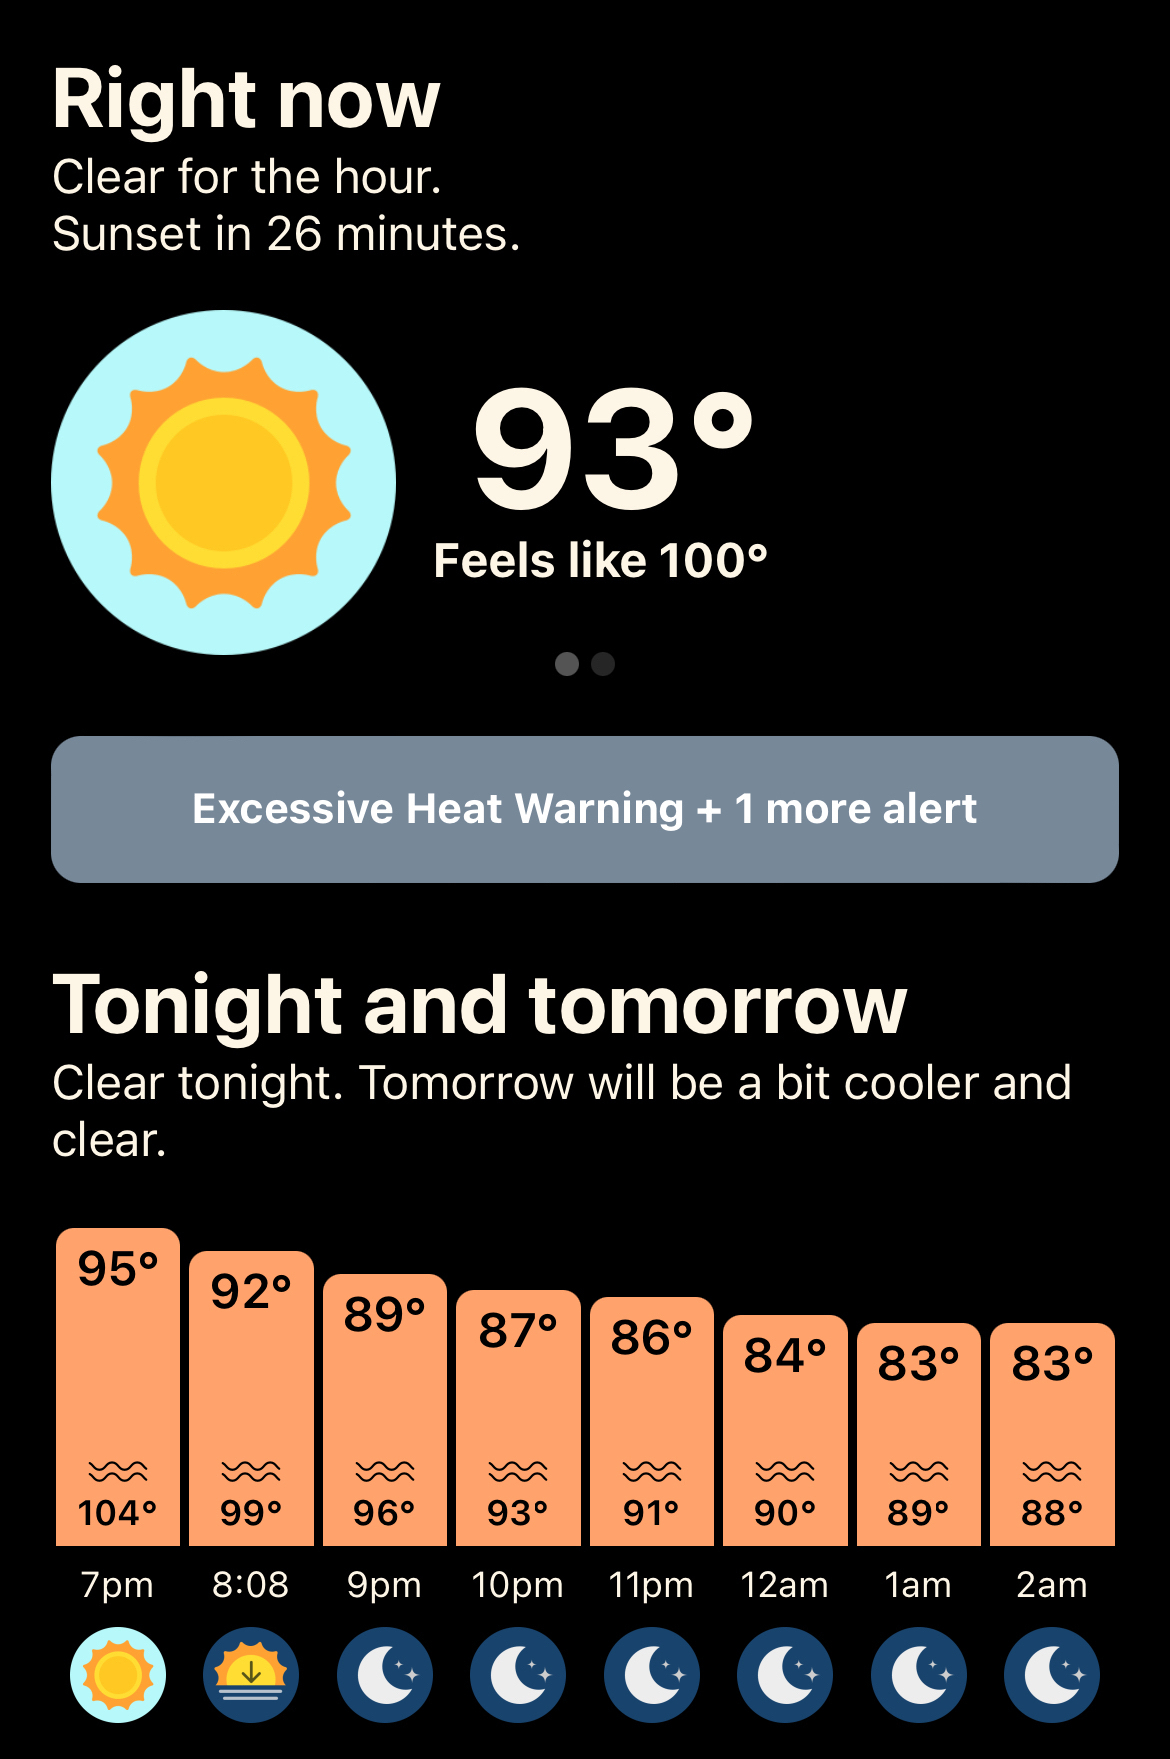 Right now
Clear for the hour.
Sunset in 26 minutes.
93°
Feels like 100°
Excessive Heat Warning + 1 more alert
Tonight and tomorrow
Clear tonight. Tomorrow will be a bit cooler and
clear.
95° 92° 89° 87° 86° 84° 83° 83°
104° 99° 96° 93° 91° 90° 89° 88°
7pm 8:08 9pm 10pm 11pm 12am 1am 2am